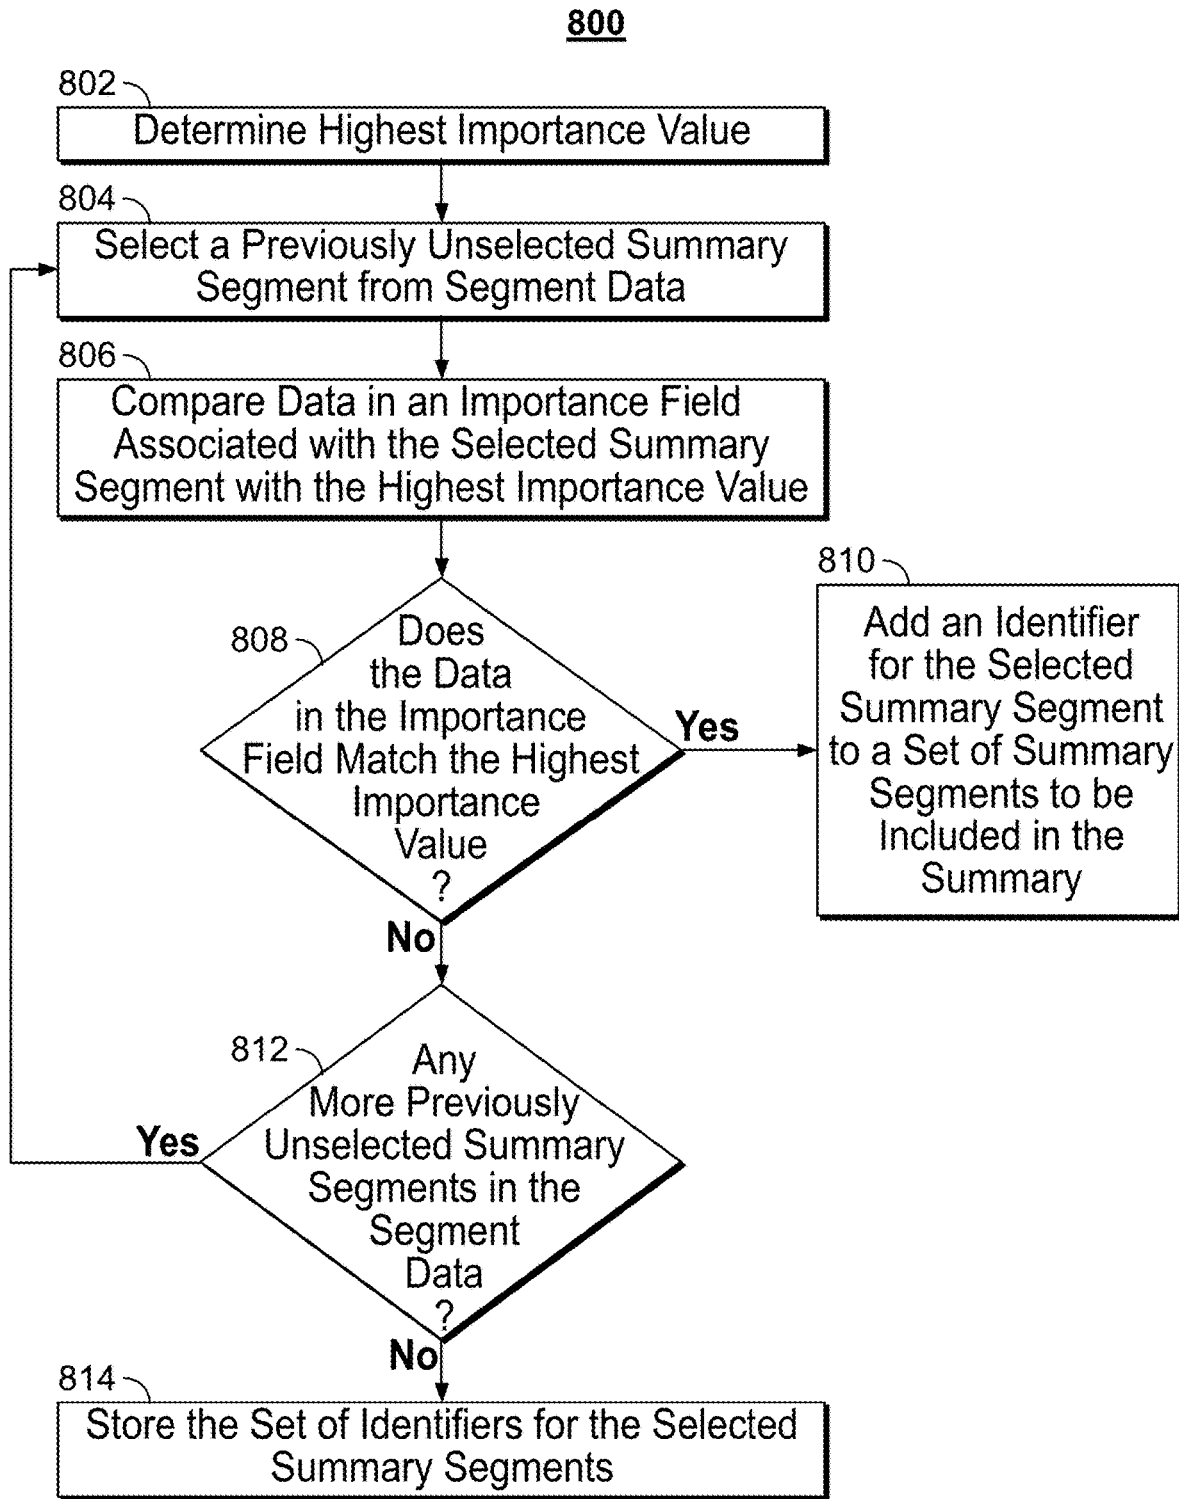 800
802
Determine Highest Importance Value
804
Select a Previously Unselected Summary
Segment from Segment Data
806
Compare Data in an Importance Field
Associated with the Selected Summary
Segment with the Highest Importance Value
808
Does
the Data
in the Importance
Field Match the Highest
Importance
Value
?
Yes
810
Add an Identifier
for the Selected
Summary Segment
to a Set of Summary
Segments to be
Included in the
Summary
No
812
Any
More Previously
Unselected Summary
Segments in the
Segment
Data
?
Yes
No
814
Store the Set of Identifiers for the Selected
Summary Segments